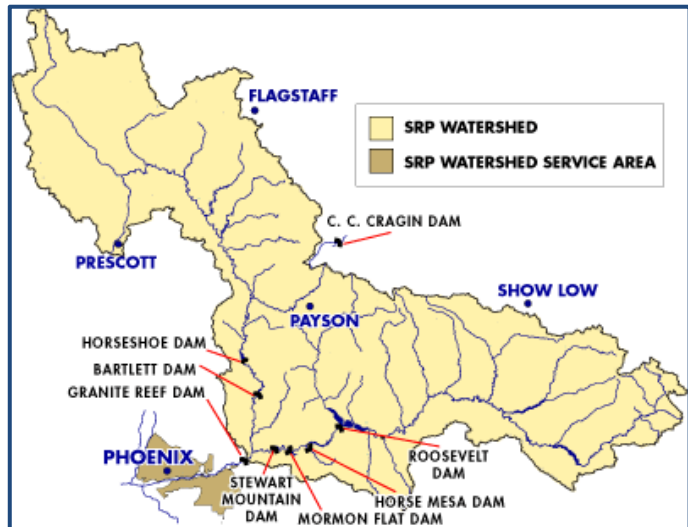 FLAGSTAFF
SRP WATERSHED
SRP WATERSHED SERVICE AREA
C. C. CRAGIN DAM
PRESCOTT
SHOW LOW
PAYSON
HORSESHOE DAM
BARTLETT DAM
GRANITE REEF DAM
PHOENIX
ROOSEVELT
DAM
STEWART
MOUNTAIN
DAM
HORSE MESA DAM
MORMON FLAT DAM